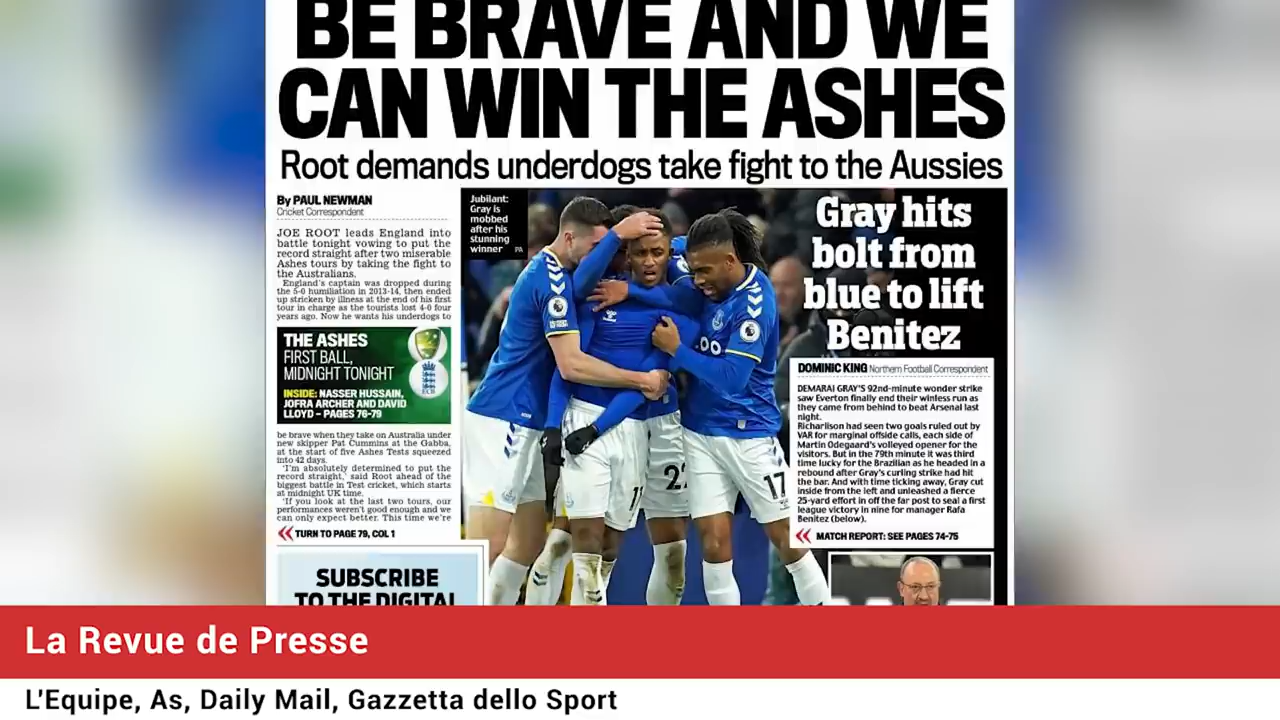 BE BRAVE AND WE
CAN WIN THE ASHES
Root demands underdogs take fight to the Aussies
By PAUL NEWMAN
Cricket Correspondent
JOE ROOT leads England into
battle tonight vowing to put the
record straight after two miserable
Ashes tours by taking the fight to
the Australians.
England's captain was dropped during
the 5-0 humiliation in 2013-14, then ended
up stricken by illness at the end of his first
tour in charge as the tourists lost 4-0 four
years ago. Now he wants his underdogs to
THE ASHES
FIRST BALL,
MIDNIGHT TONIGHT
INSIDE: NASSER HUSSAIN,
JOFRA ARCHER AND DAVID
LLOYD – PAGES 76-79
ECB
be brave when they take on Australia under
new skipper Pat Cummins at the Gabba,
at the start of five Ashes Tests squeezed
into 42 days.
'I'm absolutely determined to put the
record straight,' said Root ahead of the
biggest battle in Test cricket, which starts
at midnight UK time.
'If you look at the last two tours, our
performances weren't good enough and we
can only expect better. This time we're
TURN TO PAGE 79, COL 1
SUBSCRIBE
TO THE DIGITAL
Jubilant:
Gray is
mobbed
after his
stunning
winner PA
11
22
17
Gray hits
bolt from
blue to lift
Benitez
DOMINIC KING Northern Football Correspondent
DEMARAI GRAY'S 92nd-minute wonder strike
saw Everton finally end their winless run as
they came from behind to beat Arsenal last
night.
Richarlison had seen two goals ruled out by
VAR for marginal offside calls, each side of
Martin Odegaard's volleyed opener for the
visitors. But in the 79th minute it was third
time lucky for the Brazilian as he headed in a
rebound after Gray's curling strike had hit
the bar. And with time ticking away, Gray cut
inside from the left and unleashed a fierce
25-yard effort in off the far post to seal a first
league victory in nine for manager Rafa
Benitez (below).
MATCH REPORT: SEE PAGES 74-75
La Revue de Presse
L'Equipe, As, Daily Mail, Gazzetta dello Sport